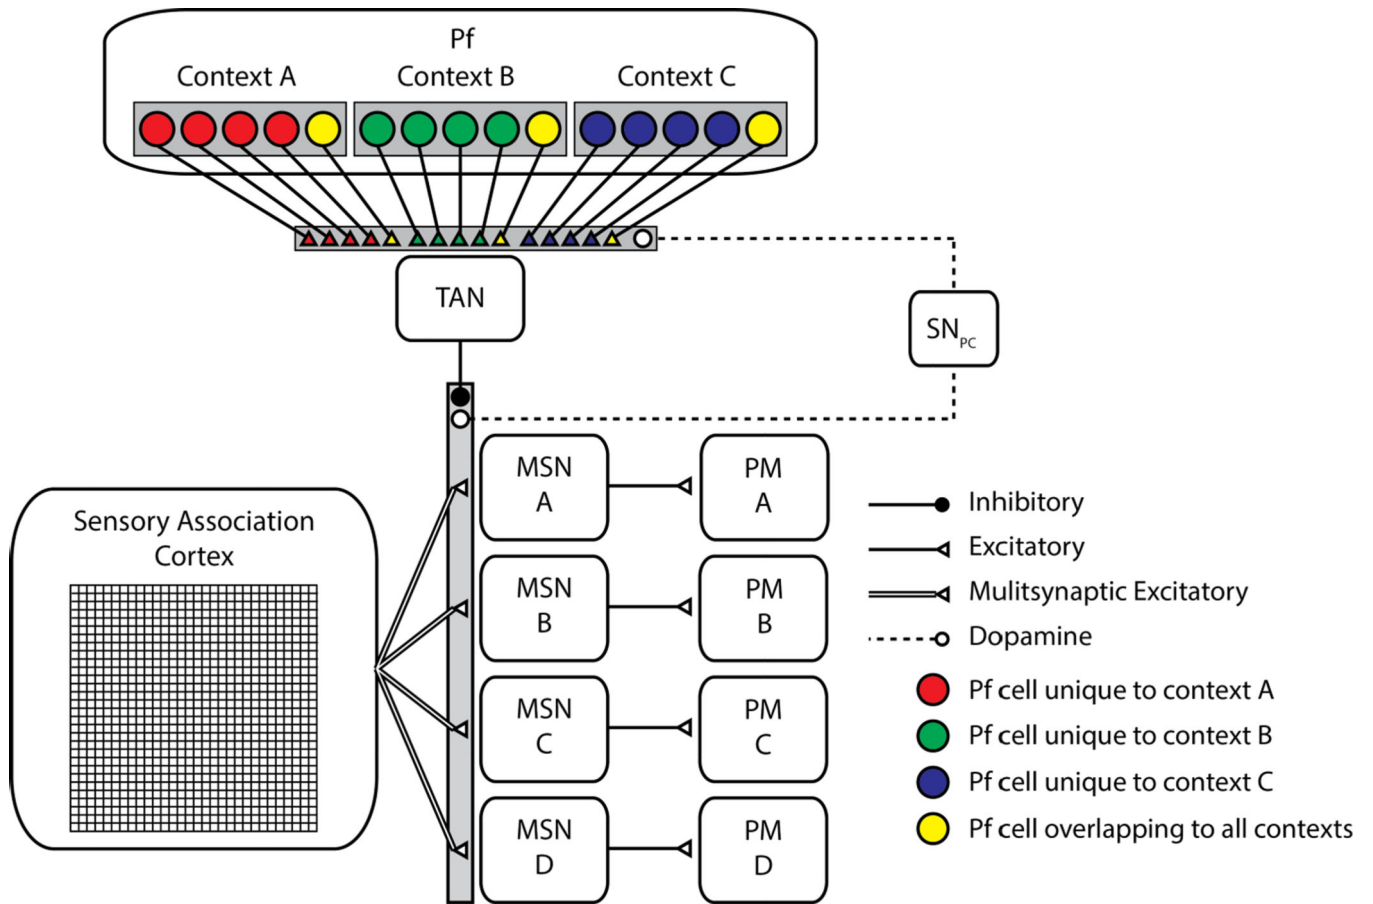 Pf
Context A
Context B
Context C
TAN
SN PC
MSN
A
PM
A
MSN
B
PM
B
MSN
C
PM
C
MSN
D
PM
D
Sensory Association
Cortex
Inhibitory
Excitatory
Mulitsynaptic Excitatory
Dopamine
Pf cell unique to context A
Pf cell unique to context B
Pf cell unique to context C
Pf cell overlapping to all contexts